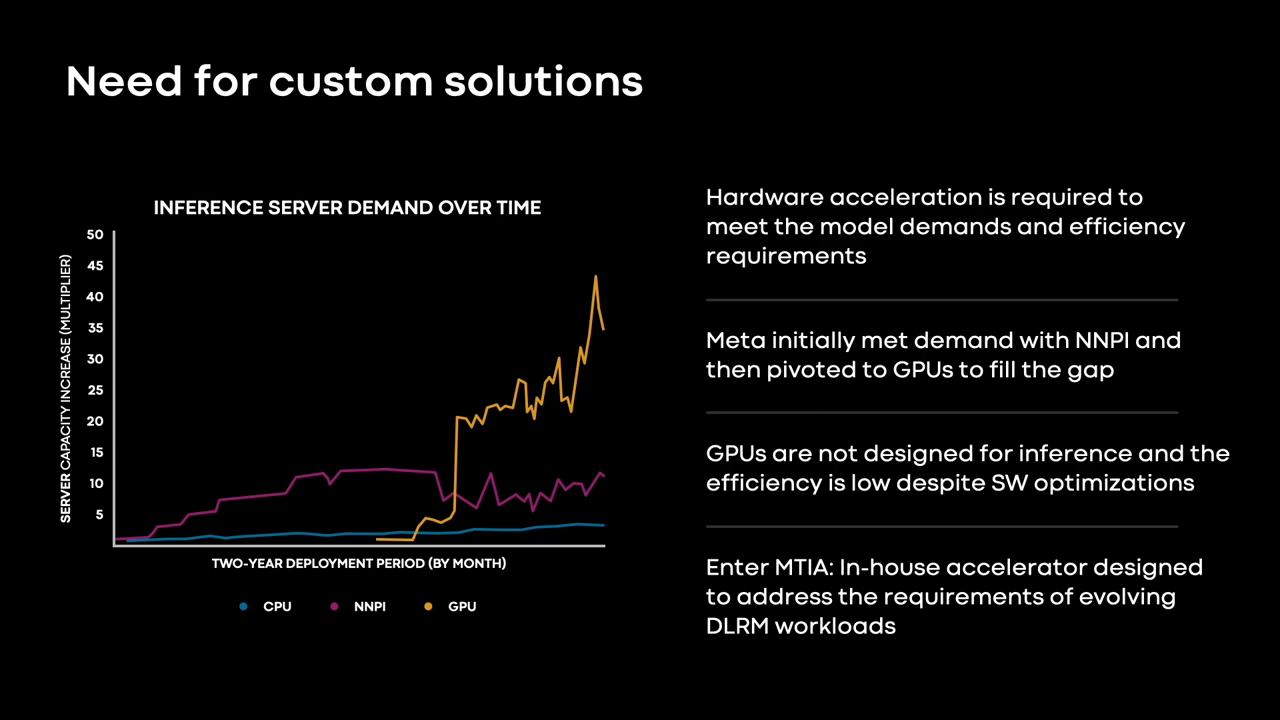 Need for custom solutions
INFERENCE SERVER DEMAND OVER TIME
SERVER CAPACITY INCREASE (MULTIPLIER)
50
45
40
35
30
25
20
15
10
5
TWO-YEAR DEPLOYMENT PERIOD (BY MONTH)
CPU NNPI GPU
Hardware acceleration is required to
meet the model demands and efficiency
requirements
Meta initially met demand with NNPI and
then pivoted to GPUs to fill the gap
GPUs are not designed for inference and the
efficiency is low despite SW optimizations
Enter MTIA: In-house accelerator designed
to address the requirements of evolving
DLRM workloads